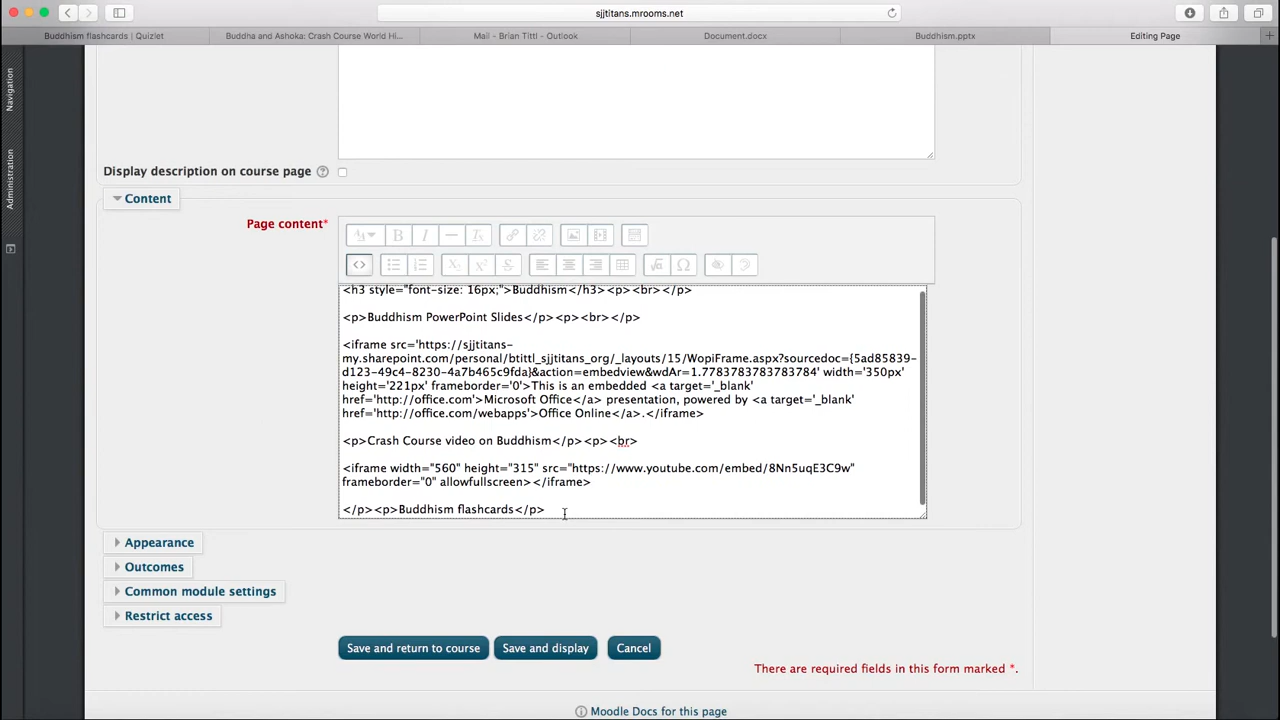 sjjtitans.mrooms.net
Buddhism flashcards | Quizlet
Buddha and Ashoka: Crash Course World Hi...
Mail - Brian Tittl - Outlook
Document.docx
Buddhism.pptx
Editing Page
Navigation
Administration
Display description on course page
Content
Page content*
<h3 style="font-size: 16px;">Buddhism</h3><p><br></p>
<p>Buddhism PowerPoint Slides</p><p><br></p>
<iframe src='https://sjjtitans-
my.sharepoint.com/personal/btittl_sjjtitans_org/_layouts/15/WopiFrame.aspx?sourcedoc={5ad85839-
d123-49c4-8230-4a7b465c9fda}&action=embedview&wdAr=1.7783783783783784' width='350px'
height='221px' frameborder='0'>This is an embedded <a target='_blank'
href='http://office.com'>Microsoft Office</a> presentation, powered by <a target='_blank'
href='http://office.com/webapps'>Office Online</a>.</iframe>
<p>Crash Course video on Buddhism</p><p><br>
<iframe width="560" height="315" src="https://www.youtube.com/embed/8Nn5uqE3C9w"
frameborder="0" allowfullscreen></iframe>
</p><p>Buddhism flashcards</p>
Appearance
Outcomes
Common module settings
Restrict access
Save and return to course
Save and display
Cancel
There are required fields in this form marked *.
Moodle Docs for this page